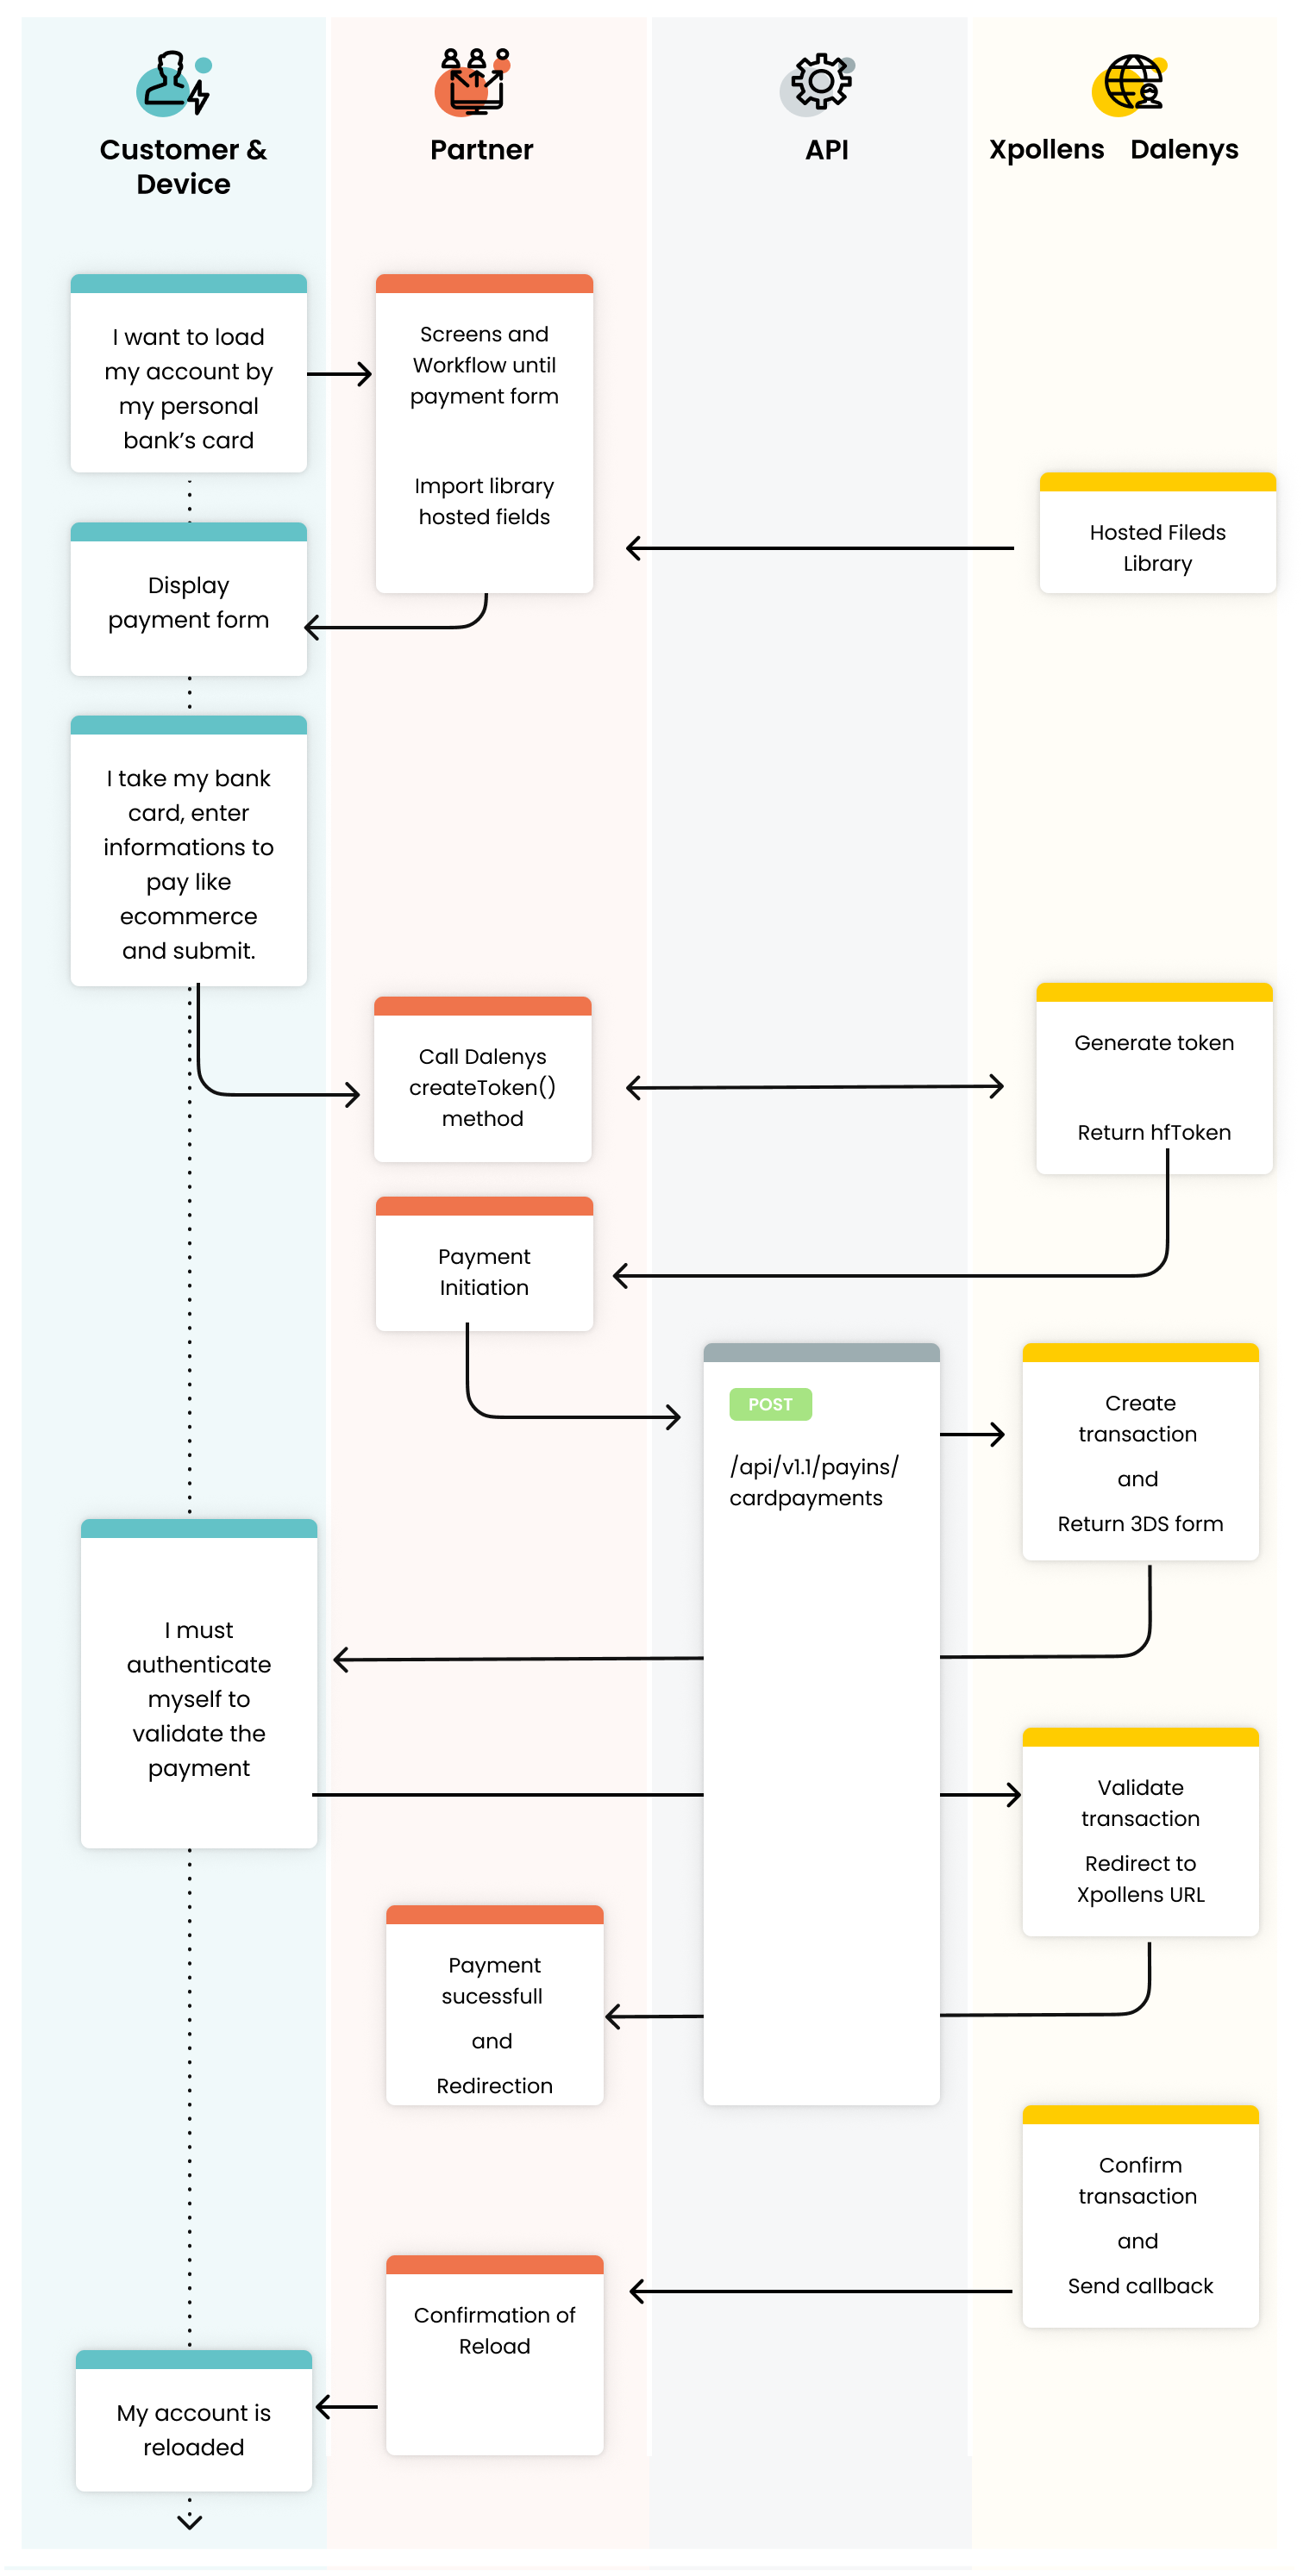 Customer &
Device
Partner
API
Xpollens Dalenys
I want to load
my account by
my personal
bank's card
Screens and
Workflow until
payment form
Import library
hosted fields
Hosted Fileds
Library
Display
payment form
I take my bank
card, enter
informations to
pay like
ecommerce
and submit.
Call Dalenys
createToken()
method
Generate token
Return hfToken
Payment
Initiation
POST
/api/v1.1/payins/
cardpayments
Create
transaction
and
Return 3DS form
I must
authenticate
myself to
validate the
payment
Validate
transaction
Redirect to
Xpollens URL
Payment
sucessfull
and
Redirection
Confirm
transaction
and
Send callback
Confirmation of
Reload
My account is
reloaded